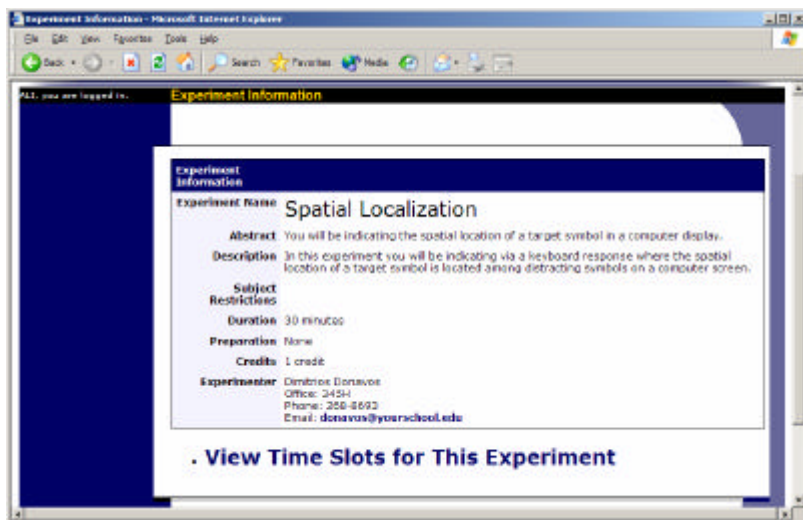 Experiment Information - Microsoft Internet Explorer
File Edit View Favorites Tools Help
Back Search Favorites Media
ALI, you are logged in. Experiment Information
Experiment
Information
Experiment Name Spatial Localization
Abstract You will be indicating the spatial location of a target symbol in a computer display.
Description In this experiment you will be indicating via a keyboard response where the spatial
location of a target symbol is located among distracting symbols on a computer screen.
Subject
Restrictions
Duration 30 minutes
Preparation None
Credits 1 credit
Experimenter Dimitrios Donavos
Office:
Phone:
Email: donavos@yourschool.edu
View Time Slots for This Experiment